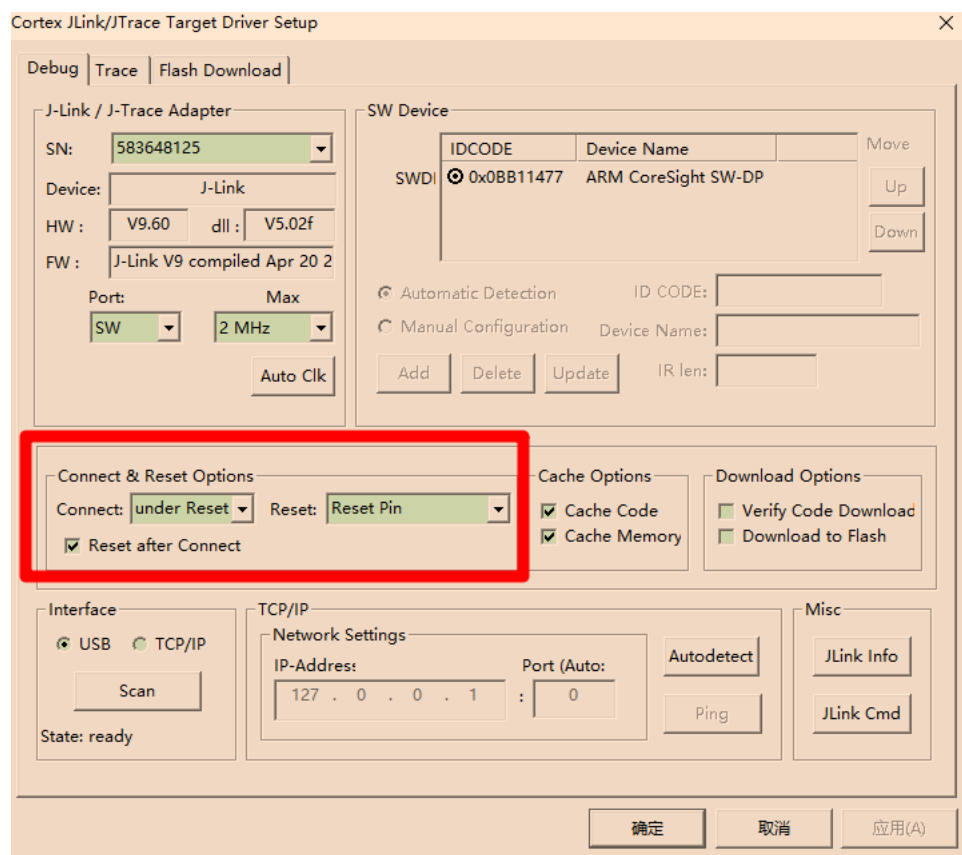 Cortex JLink/JTrace Target Driver Setup
Debug Trace Flash Download
J-Link / J-Trace Adapter
SN: 583648125
Device: J-Link
HW : V9.60 dll : V5.02f
FW : J-Link V9 compiled Apr 20 2
Port: Max
SW 2 MHz
Auto Clk
SW Device
IDCODE Device Name
SWDI 0x0BB11477 ARM CoreSight SW-DP
Move
Up
Down
Automatic Detection ID CODE:
Manual Configuration Device Name:
Add Delete Update IR len:
Connect & Reset Options
Connect: under Reset Reset: Reset Pin
Reset after Connect
Cache Options
Cache Code
Cache Memory
Download Options
Verify Code Download
Download to Flash
Interface
USB TCP/IP
Scan
State: ready
TCP/IP
Network Settings
IP-Address: Port (Auto:
127 . 0 . 0 . 1 : 0
Autodetect
Ping
Misc
JLink Info
JLink Cmd
确定 取消 应用(A)